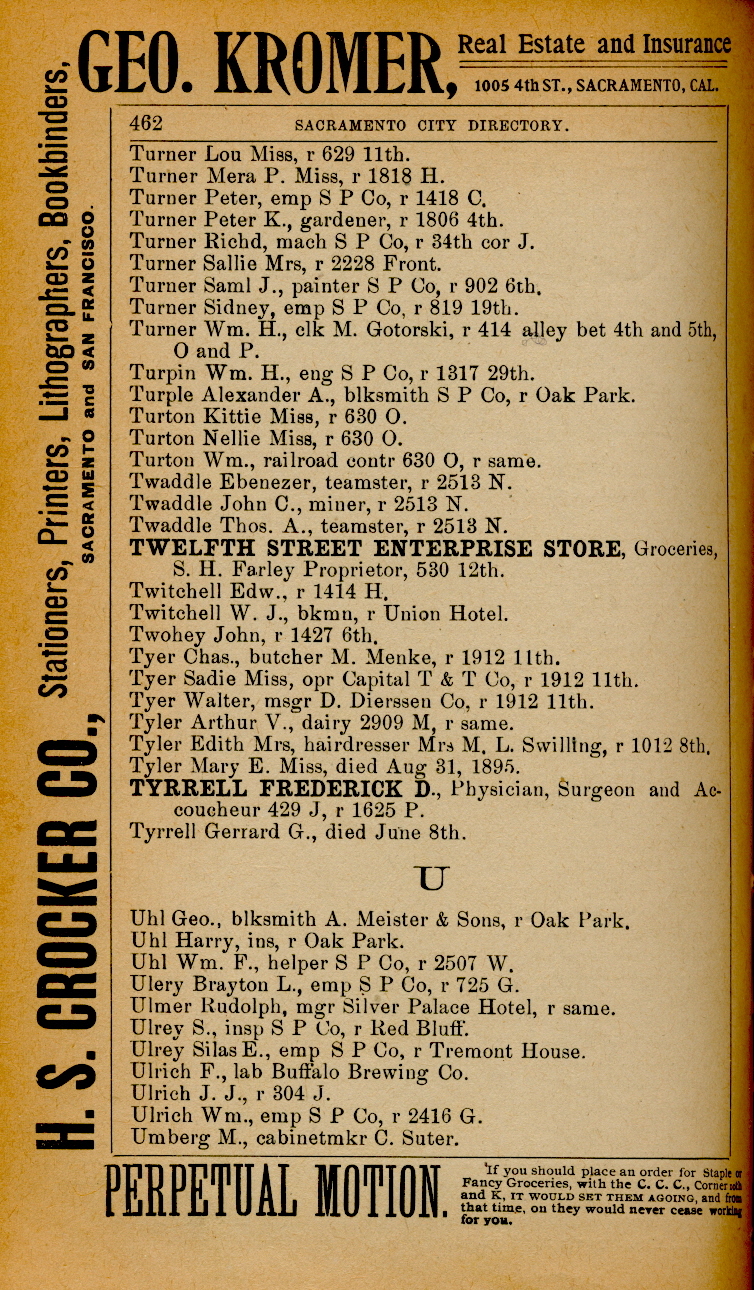 GEO. KROMER,
Real Estate and Insurance
1005 4th ST., SACRAMENTO, CAL.
H. S. CROCKER CO., Stationers, Printers, Lithographers, Bookbinders,
SACRAMENTO and SAN FRANCISCO.
462 SACRAMENTO CITY DIRECTORY.
Turner Lou Miss, r 629 11th.
Turner Mera P. Miss, r 1818 H.
Turner Peter, emp S P Co, r 1418 C.
Turner Peter K., gardener, r 1806 4th.
Turner Richd, mach S P Co, r 34th cor J.
Turner Sallie Mrs, r 2228 Front.
Turner Saml J., painter S P Co, r 902 6th.
Turner Sidney, emp S P Co, r 819 19th.
Turner Wm. H., clk M. Gotorski, r 414 alley bet 4th and 5th,
O and P.
Turpin Wm. H., eng S P Co, r 1317 29th.
Turple Alexander A., blksmith S P Co, r Oak Park.
Turton Kittie Miss, r 630 O.
Turton Nellie Miss, r 630 O.
Turton Wm., railroad contr 630 O, r same.
Twaddle Ebenezer, teamster, r 2513 N.
Twaddle John C., miner, r 2513 N.
Twaddle Thos. A., teamster, r 2513 N.
TWELFTH STREET ENTERPRISE STORE, Groceries,
S. H. Farley Proprietor, 530 12th.
Twitchell Edw., r 1414 H.
Twitchell W. J., bkmn, r Union Hotel.
Twohey John, r 1427 6th.
Tyer Chas., butcher M. Menke, r 1912 11th.
Tyer Sadie Miss, opr Capital T & T Co, r 1912 11th.
Tyer Walter, msgr D. Dierssen Co, r 1912 11th.
Tyler Arthur V., dairy 2909 M, r same.
Tyler Edith Mrs, hairdresser Mrs M. L. Swilling, r 1012 8th.
Tyler Mary E. Miss, died Aug 31, 1895.
TYRRELL FREDERICK D., Physician, Surgeon and Ac-
coucheur 429 J, r 1625 P.
Tyrrell Gerrard G., died June 8th.
U
Uhl Geo., blksmith A. Meister & Sons, r Oak Park.
Uhl Harry, ins, r Oak Park.
Uhl Wm. F., helper S P Co, r 2507 W.
Ulery Brayton L., emp S P Co, r 725 G.
Ulmer Rudolph, mgr Silver Palace Hotel, r same.
Ulrey S., insp S P Co, r Red Bluff.
Ulrey Silas E., emp S P Co, r Tremont House.
Ulrich F., lab Buffalo Brewing Co.
Ulrich J. J., r 304 J.
Ulrich Wm., emp S P Co, r 2416 G.
Umberg M., cabinetmkr C. Suter.
PERPETUAL MOTION.
If you should place an order for Staple or
Fancy Groceries, with the C. C. C., Corner
and K, IT WOULD SET THEM AGOING, and from
that time, on they would never cease working
for you.